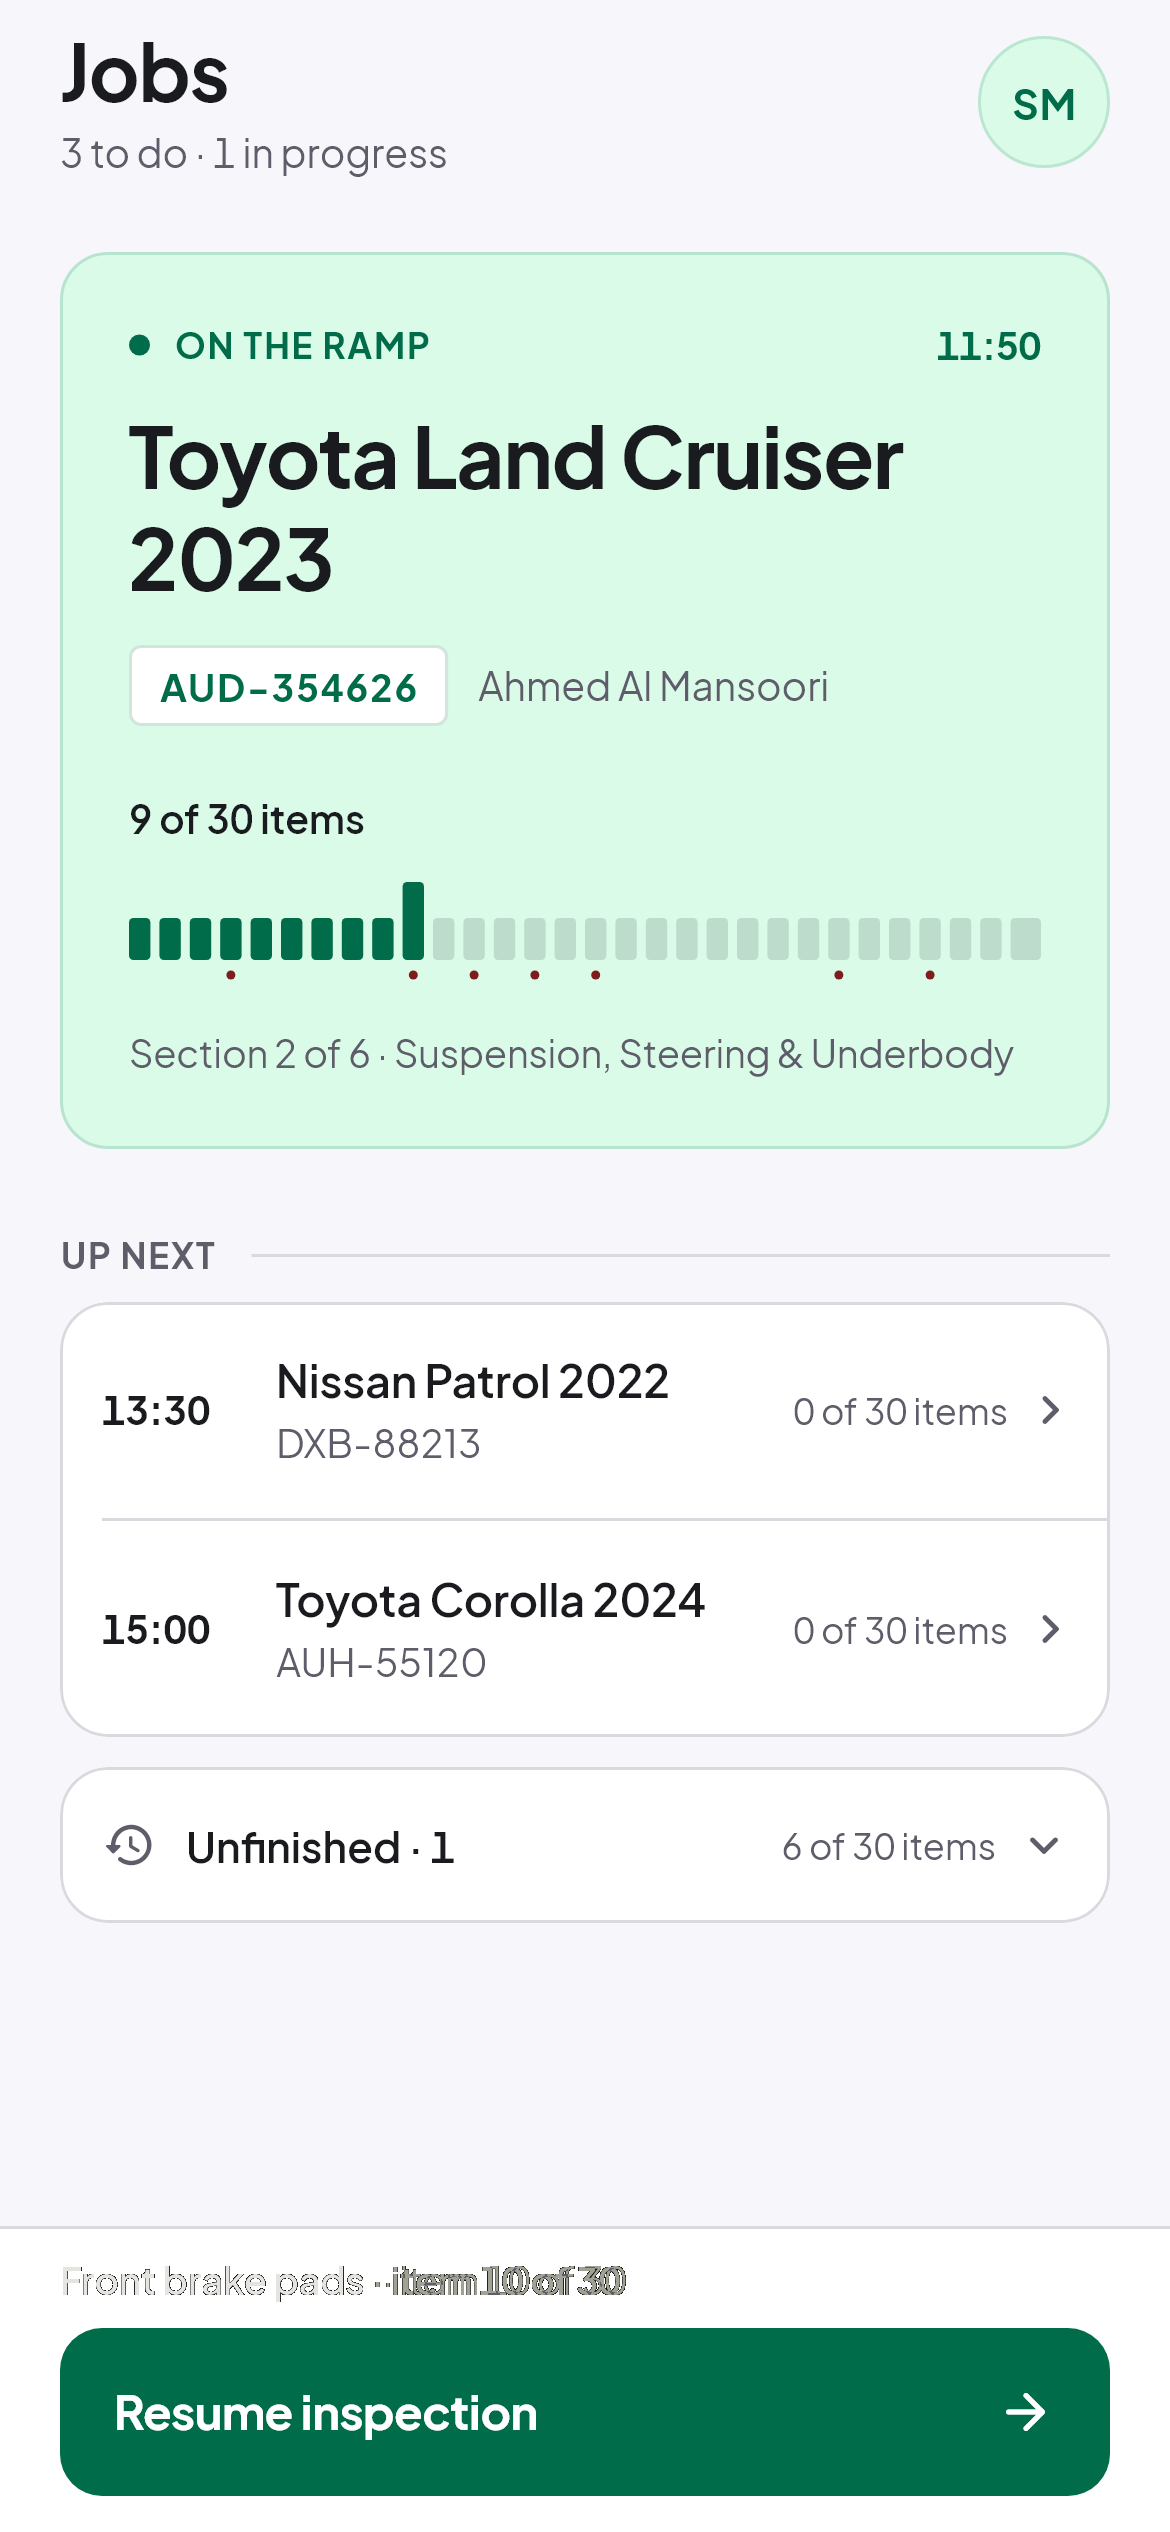 Jobs
3 to do · 1 in progress
SM
ON THE RAMP
11:50
Toyota Land Cruiser
2023
AUD-354626
Ahmed Al Mansoori
9 of 30 items
Section 2 of 6 · Suspension, Steering & Underbody
UP NEXT
13:30
Nissan Patrol 2022
DXB-88213
0 of 30 items
15:00
Toyota Corolla 2024
AUH-55120
0 of 30 items
Unfinished · 1
6 of 30 items
Front brake pads · item 10 of 30
Resume inspection